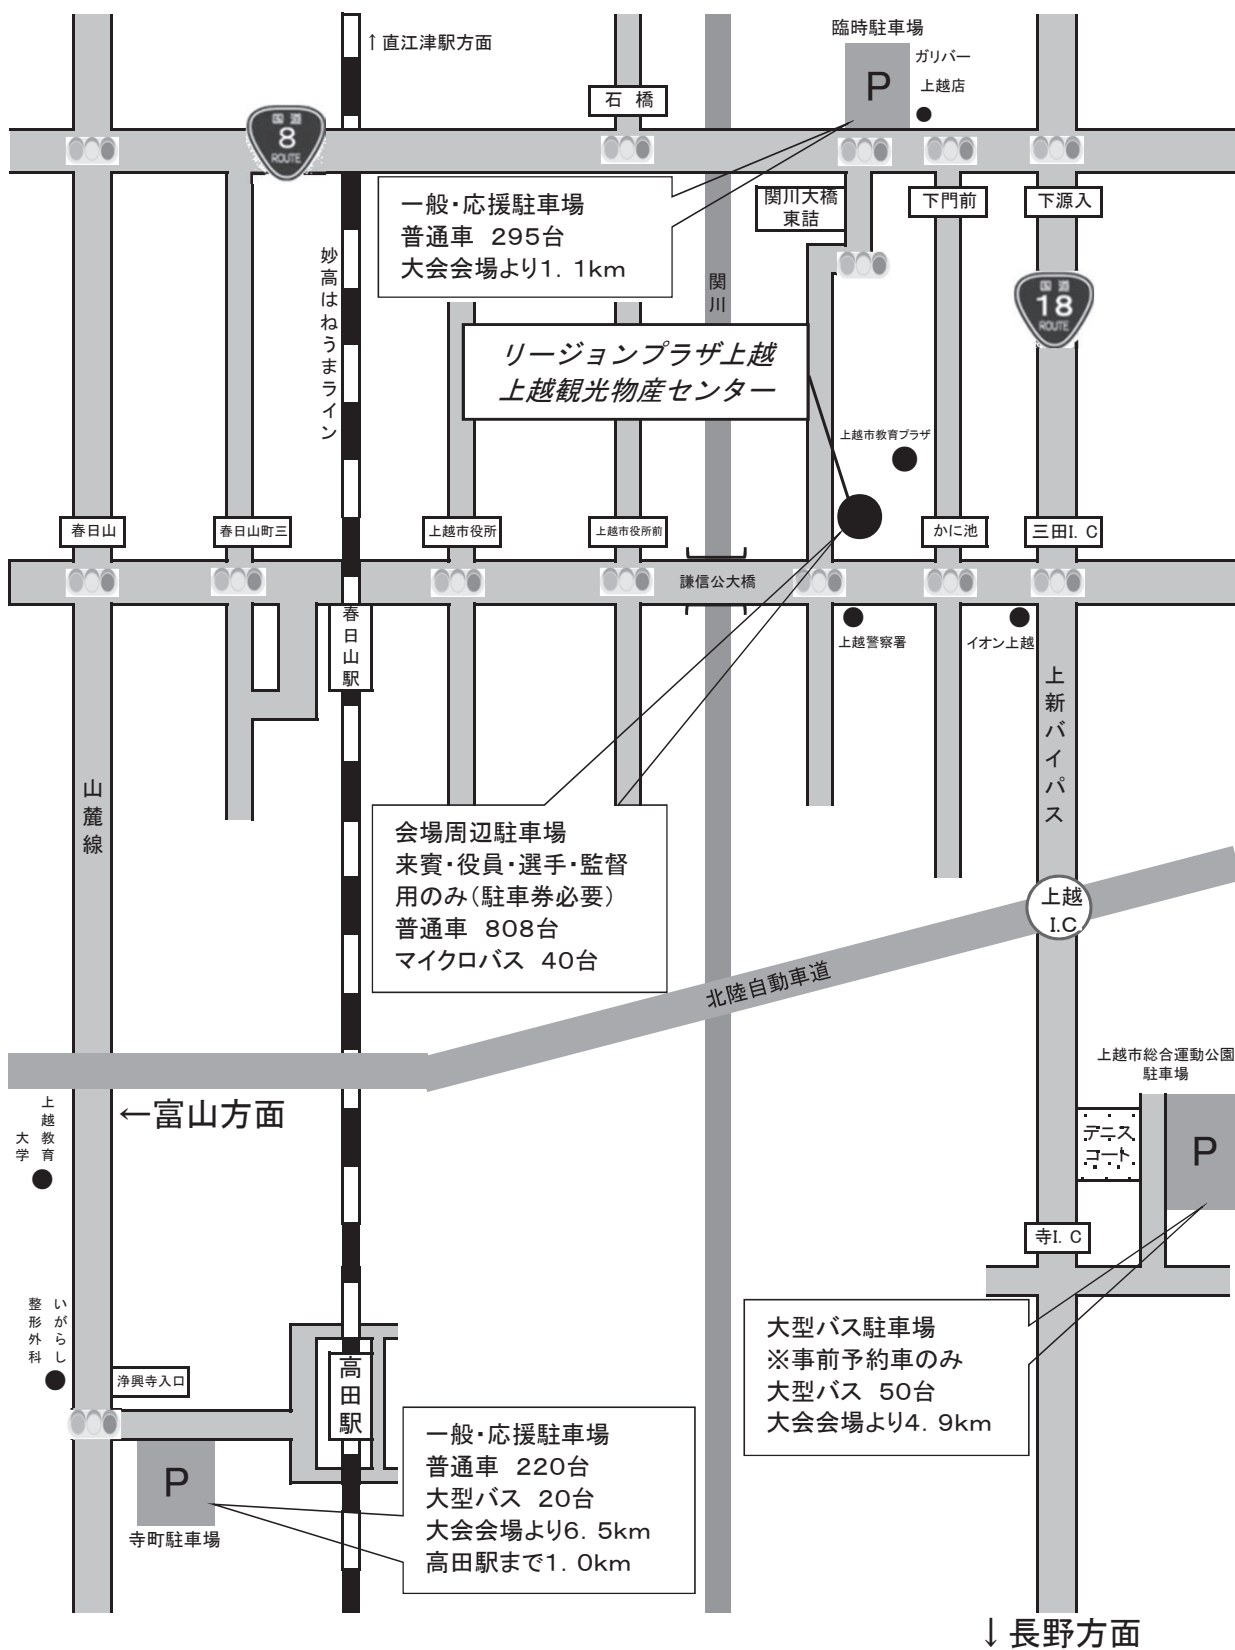 臨時駐車場
↑直江津駅方面
ガリバー
上越店
P
石 橋
国道
8
ROUTE
一般・応援駐車場
普通車 295台
大会会場より1．1km
関川大橋
東詰
下門前
下源入
妙高はねうまライン
関川
国道
18
ROUTE
リージョンプラザ上越
上越観光物産センター
上越市教育プラザ
春日山
春日山町三
上越市役所
上越市役所前
かに池
三田I．C
謙信公大橋
春日山駅
上越警察署
イオン上越
上新バイパス
山麓線
会場周辺駐車場
来賓・役員・選手・監督
用のみ（駐車券必要）
普通車 808台
マイクロバス 40台
上越
I.C
北陸自動車道
上越市総合運動公園
駐車場
←富山方面
上越教育
大学
テニス
コート
P
寺I．C
いがらし
整形外科
大型バス駐車場
※事前予約車のみ
大型バス 50台
大会会場より4．9km
浄興寺入口
高田駅
一般・応援駐車場
普通車 220台
大型バス 20台
大会会場より6．5km
高田駅まで1．0km
P
寺町駐車場
↓長野方面